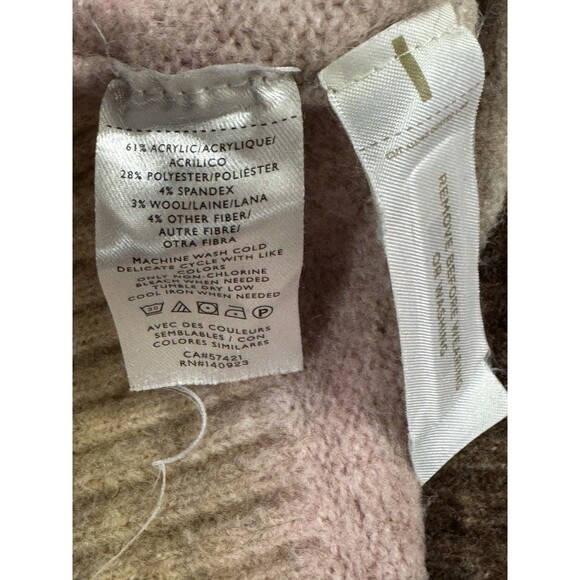 61% ACRYLIC/ACRYLIQUE/
ACRÍLICO
28% POLYESTER/POLIÉSTER
4% SPANDEX
3% WOOL/LAINE/LANA
4% OTHER FIBER/
AUTRE FIBRE/
OTRA FIBRA
MACHINE WASH COLD
DELICATE CYCLE WITH LIKE
COLORS
ONLY NON-CHLORINE
BLEACH WHEN NEEDED
TUMBLE DRY LOW
COOL IRON WHEN NEEDED
30
P
AVEC DES COULEURS
SEMBLABLES / CON
COLORES SIMILARES
CA#57421
RN#140923
REMOVE BEFORE WEARING
OR WASHING